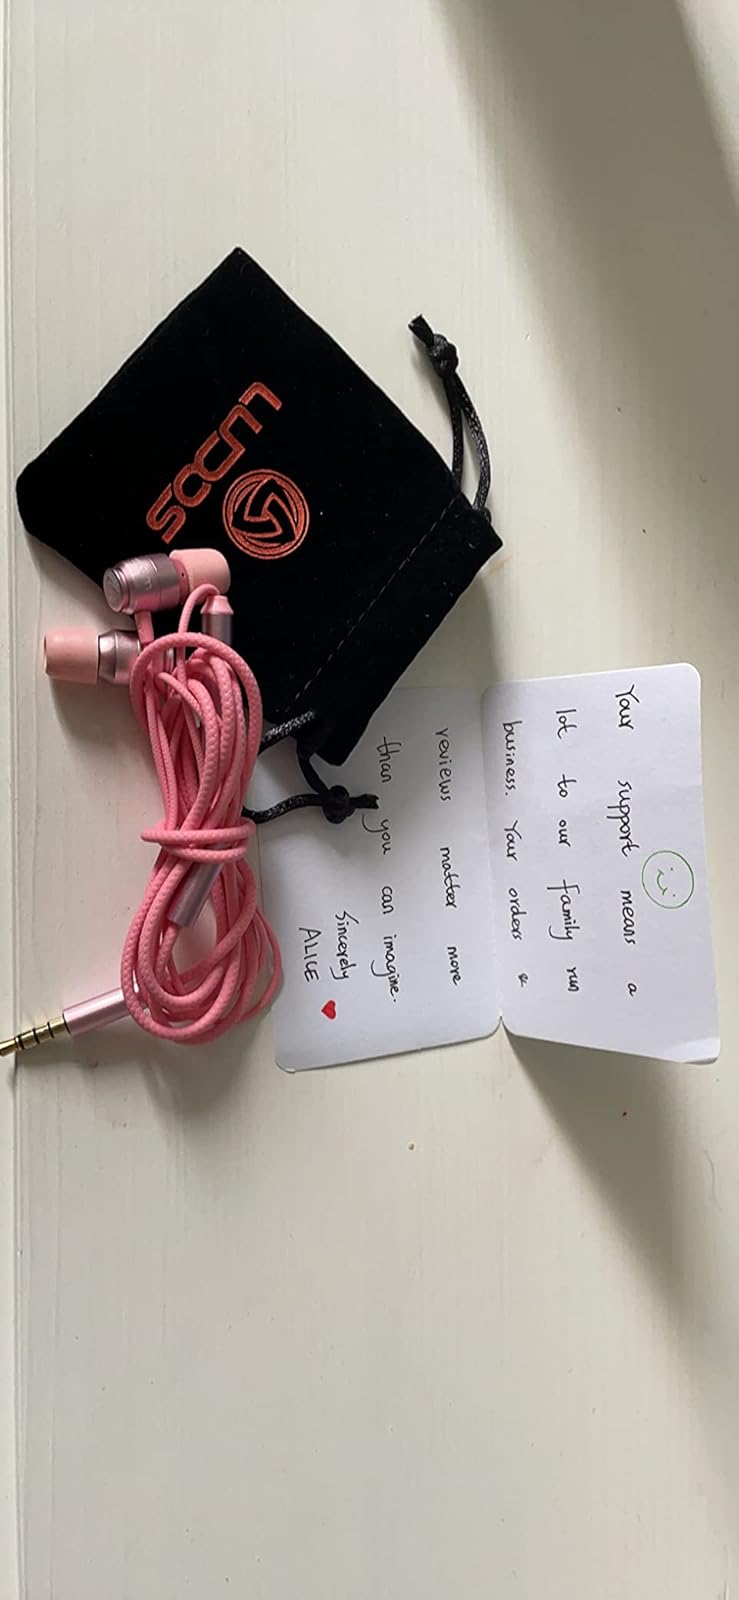 LUDOS
Your support means a
lot to our family run
business. Your orders &
reviews matter more
than you can imagine.
Sincerely
ALICE